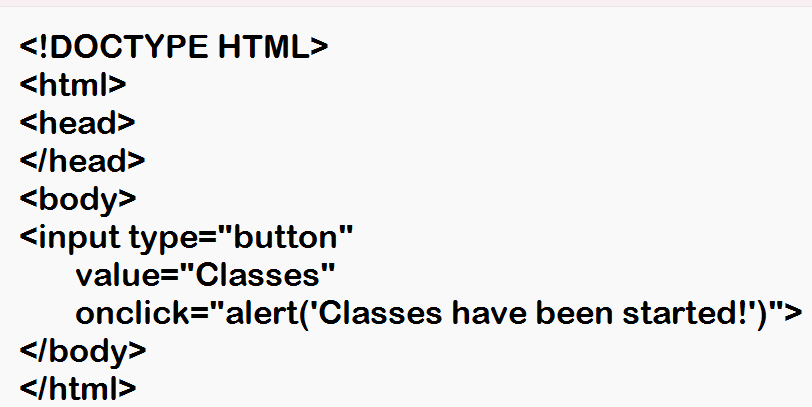 <!DOCTYPE HTML>
<html>
<head>
</head>
<body>
<input type="button"
value="Classes"
onclick="alert('Classes have been started!')">
</body>
</html>